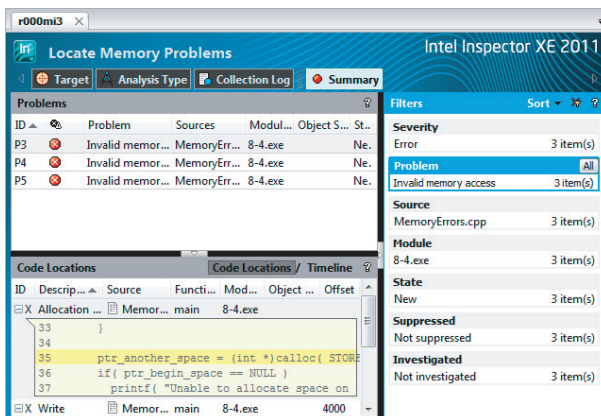 r000mi3
Locate Memory Problems
Intel Inspector XE 2011
Target Analysis Type Collection Log Summary
Problems ?
ID Problem Sources Modul... Object S... St..
P3 Invalid memor... MemoryErr... 8-4.exe Ne.
P4 Invalid memor... MemoryErr... 8-4.exe Ne.
P5 Invalid memor... MemoryErr... 8-4.exe Ne.
Filters Sort ?
Severity
Error 3 item(s)
Problem All
Invalid memory access 3 item(s)
Source
MemoryErrors.cpp 3 item(s)
Module
8-4.exe 3 item(s)
State
New 3 item(s)
Suppressed
Not suppressed 3 item(s)
Investigated
Not investigated 3 item(s)
Code Locations Code Locations / Timeline ?
ID Descrip... Source Functi... Mod... Object ... Offset
X Allocation ... Memor... main 8-4.exe
33 }
34
35 ptr_another_space = (int *)calloc( STORE
36 if( ptr_begin_space == NULL )
37 printf( "Unable to allocate space on
X Write Memor... main 8-4.exe 4000